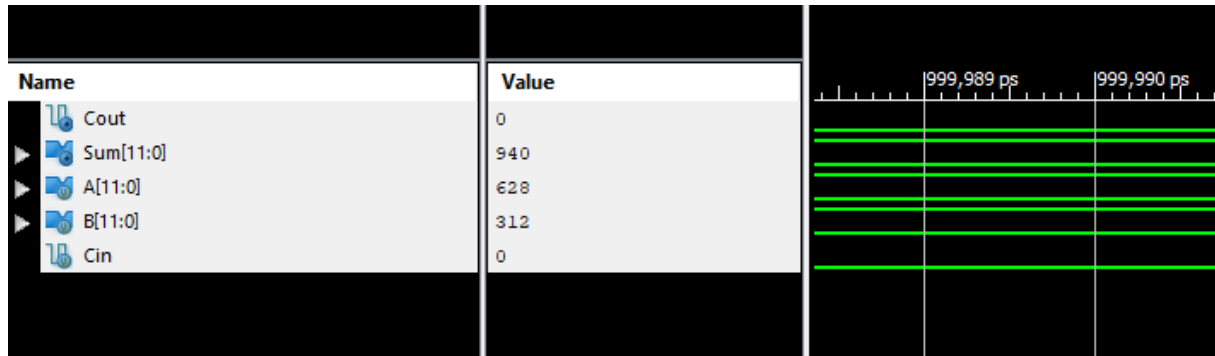 Name Value
999,989 ps 999,990 ps
Cout 0
Sum[11:0] 940
A[11:0] 628
B[11:0] 312
Cin 0